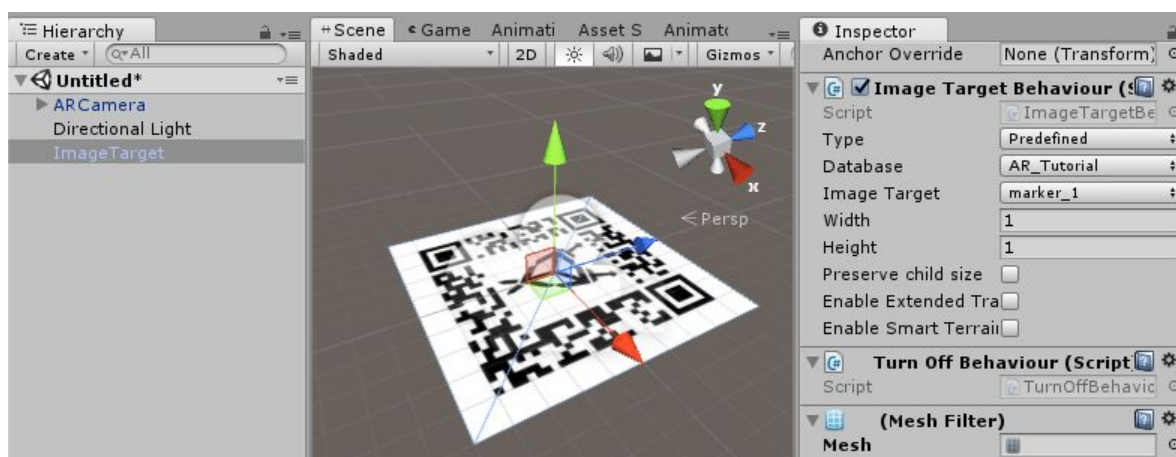 Hierarchy
Create
All
Untitled*
ARCamera
Directional Light
ImageTarget
Scene
Game
Animati
Asset S
Animat
Shaded
2D
Gizmos
y
z
x
Persp
Inspector
Anchor Override None (Transform)
Image Target Behaviour (S
Script ImageTargetBe
Type Predefined
Database AR_Tutorial
Image Target marker_1
Width 1
Height 1
Preserve child size
Enable Extended Tra
Enable Smart Terrain
Turn Off Behaviour (Script
Script TurnOffBehavio
(Mesh Filter)
Mesh